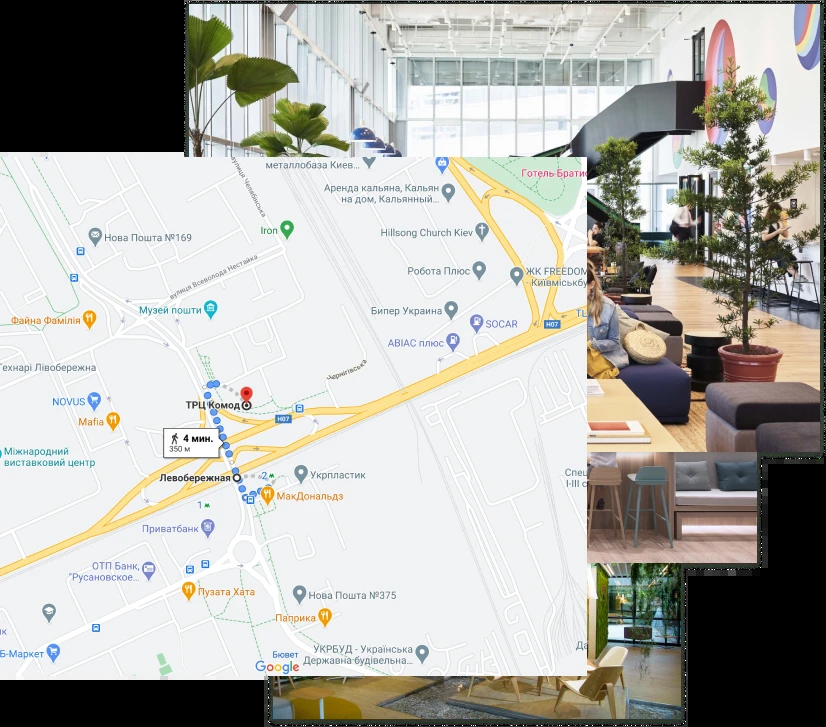 металлобаза Киев...
вулиця Челябінська
Готель Братис
Аренда кальяна, Кальян
на дом, Кальянный...
Iron
Hillsong Church Kiev
Нова Пошта №169
вулиця Всеволода Нестайка
Робота Плюс
ЖК FREEDOM
Київміськбу
Музей пошти
Бипер Украина
Файна Фамілія
SOCAR
H07
ТЦ
АВІАС плюс
Технарі Лівобережна
Чернігівська
NOVUS
ТРЦ Комод
Mafia
H07
4 мин.
350 м
Міжнародний
виставковий центр
Левобережная
2
Укрпластик
Спец
I-III с
МакДональдз
1
Приватбанк
ОТП Банк,
"Русановское...
Пузата Хата
Нова Пошта №375
Паприка
УКРБУД - Українська
Державна будівельна...
Бювет
Б-Маркет
Google